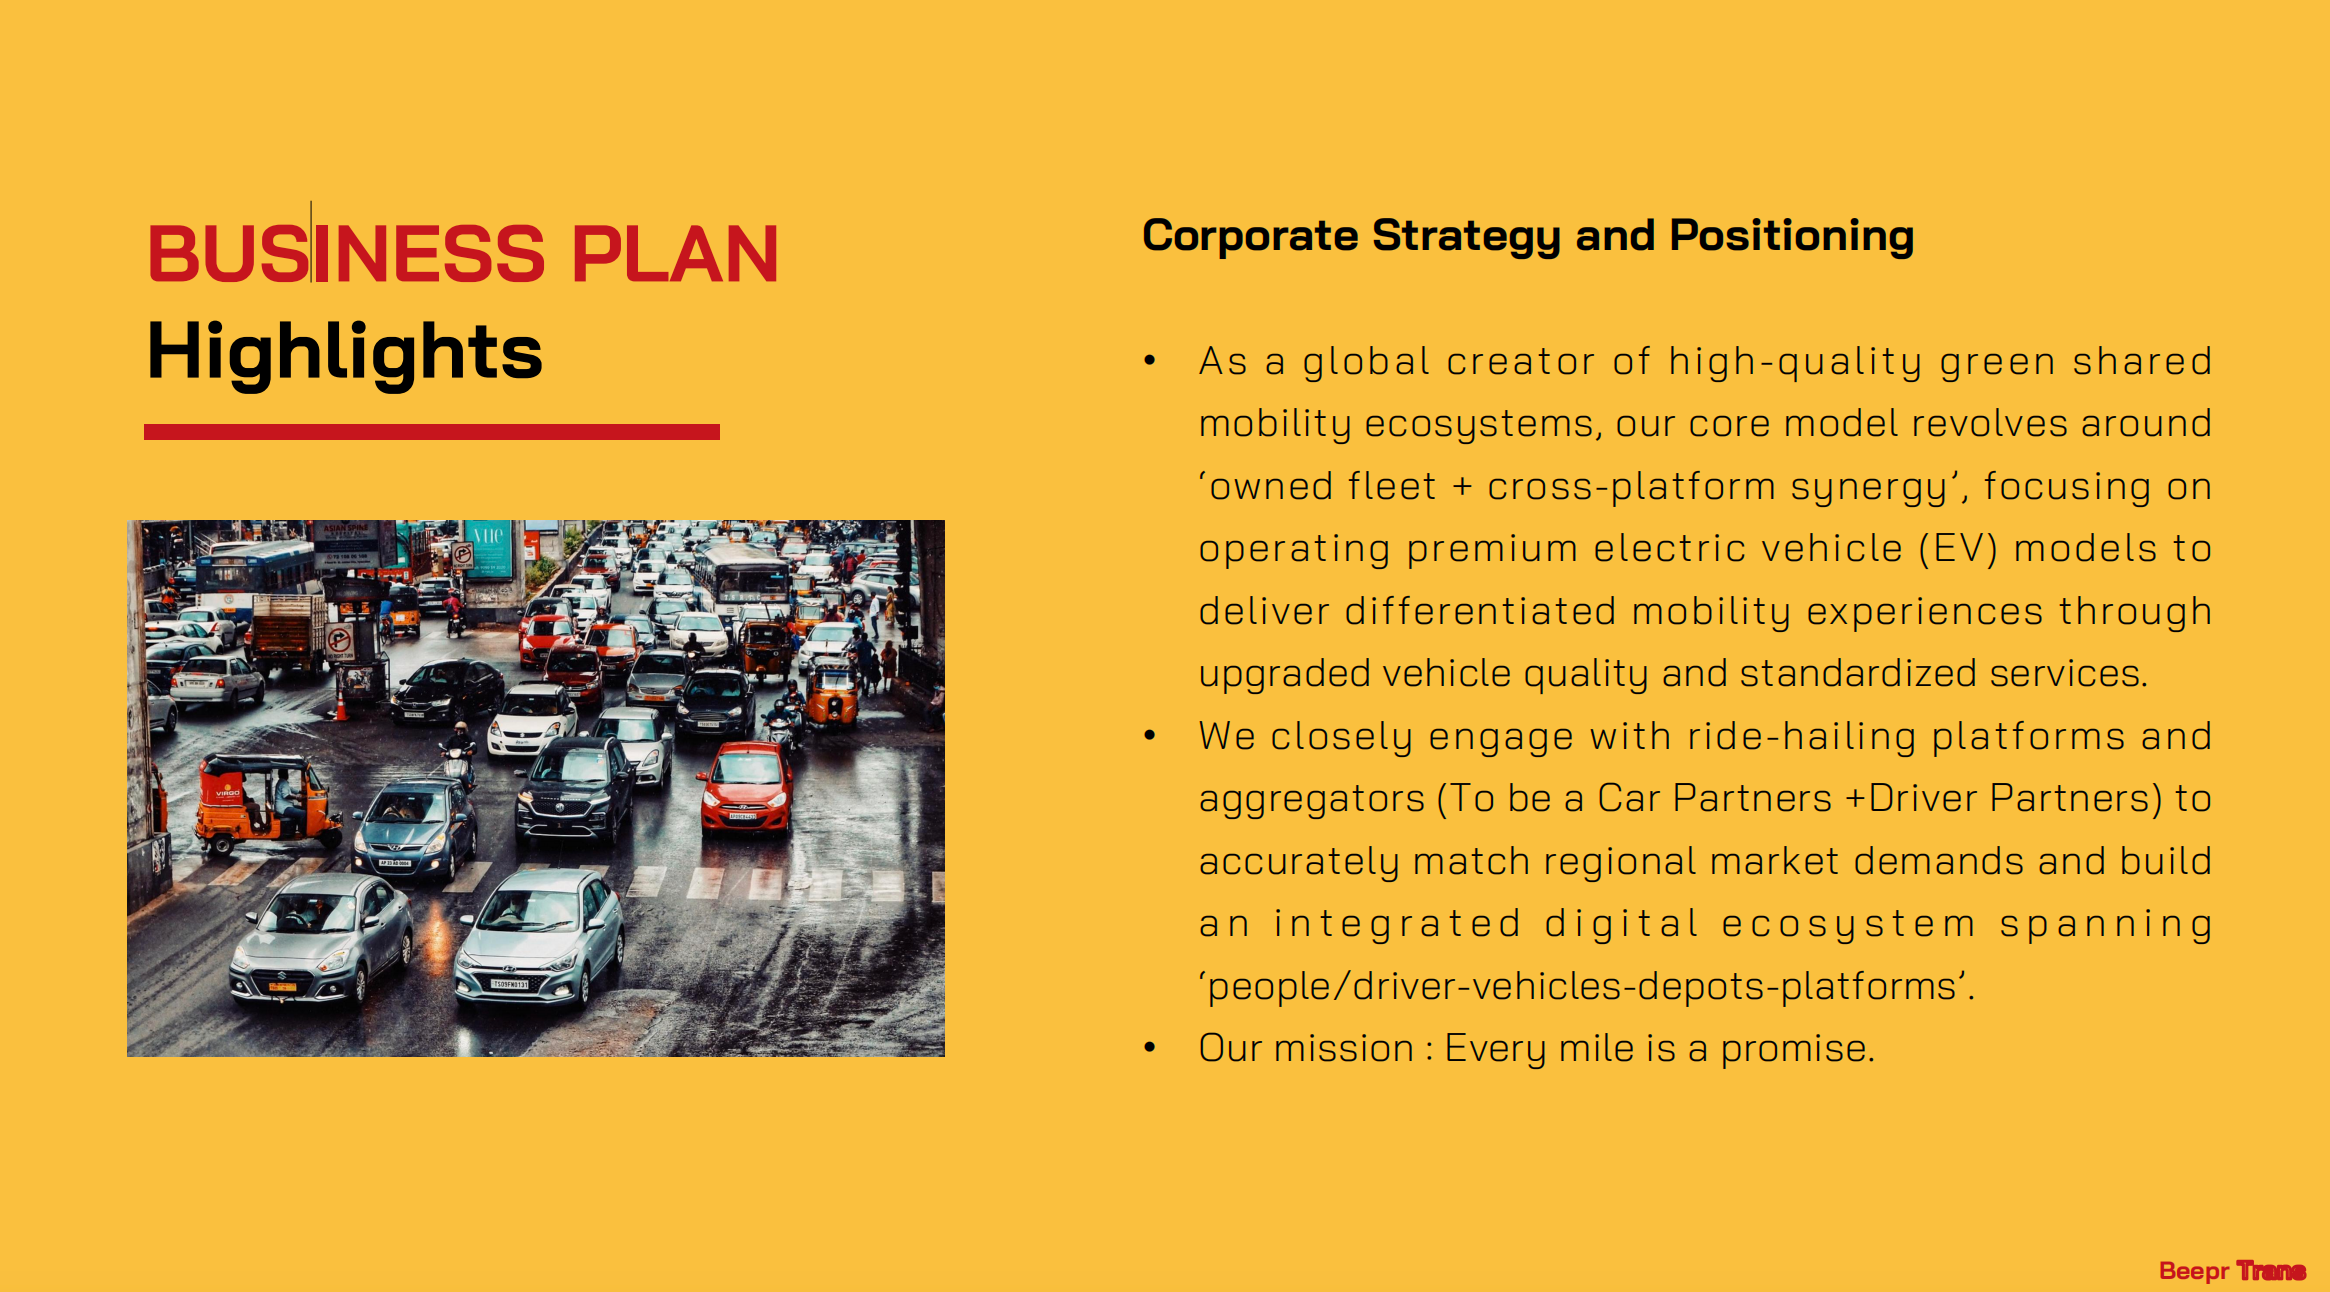 BUSINESS PLAN
Highlights
Corporate Strategy and Positioning
• As a global creator of high-quality green shared
mobility ecosystems, our core model revolves around
‘owned fleet + cross-platform synergy’, focusing on
operating premium electric vehicle (EV) models to
deliver differentiated mobility experiences through
upgraded vehicle quality and standardized services.
• We closely engage with ride-hailing platforms and
aggregators (To be a Car Partners +Driver Partners) to
accurately match regional market demands and build
an integrated digital ecosystem spanning
‘people/driver-vehicles-depots-platforms’.
• Our mission : Every mile is a promise.
VIRGO
TS09FN0131
Beepr Trans